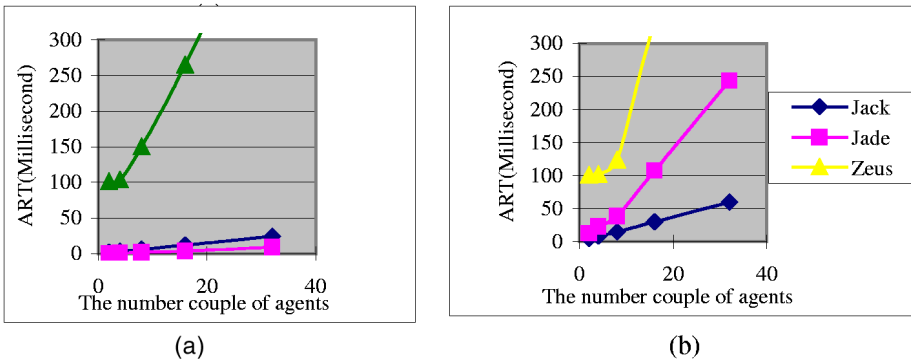 300
250
200
150
100
50
0
ART(Millisecond)
0 20 40
The number couple of agents
(a)
300
250
200
150
100
50
0
ART(Millisecond)
0 20 40
The number couple of agents
Jack
Jade
Zeus
(b)